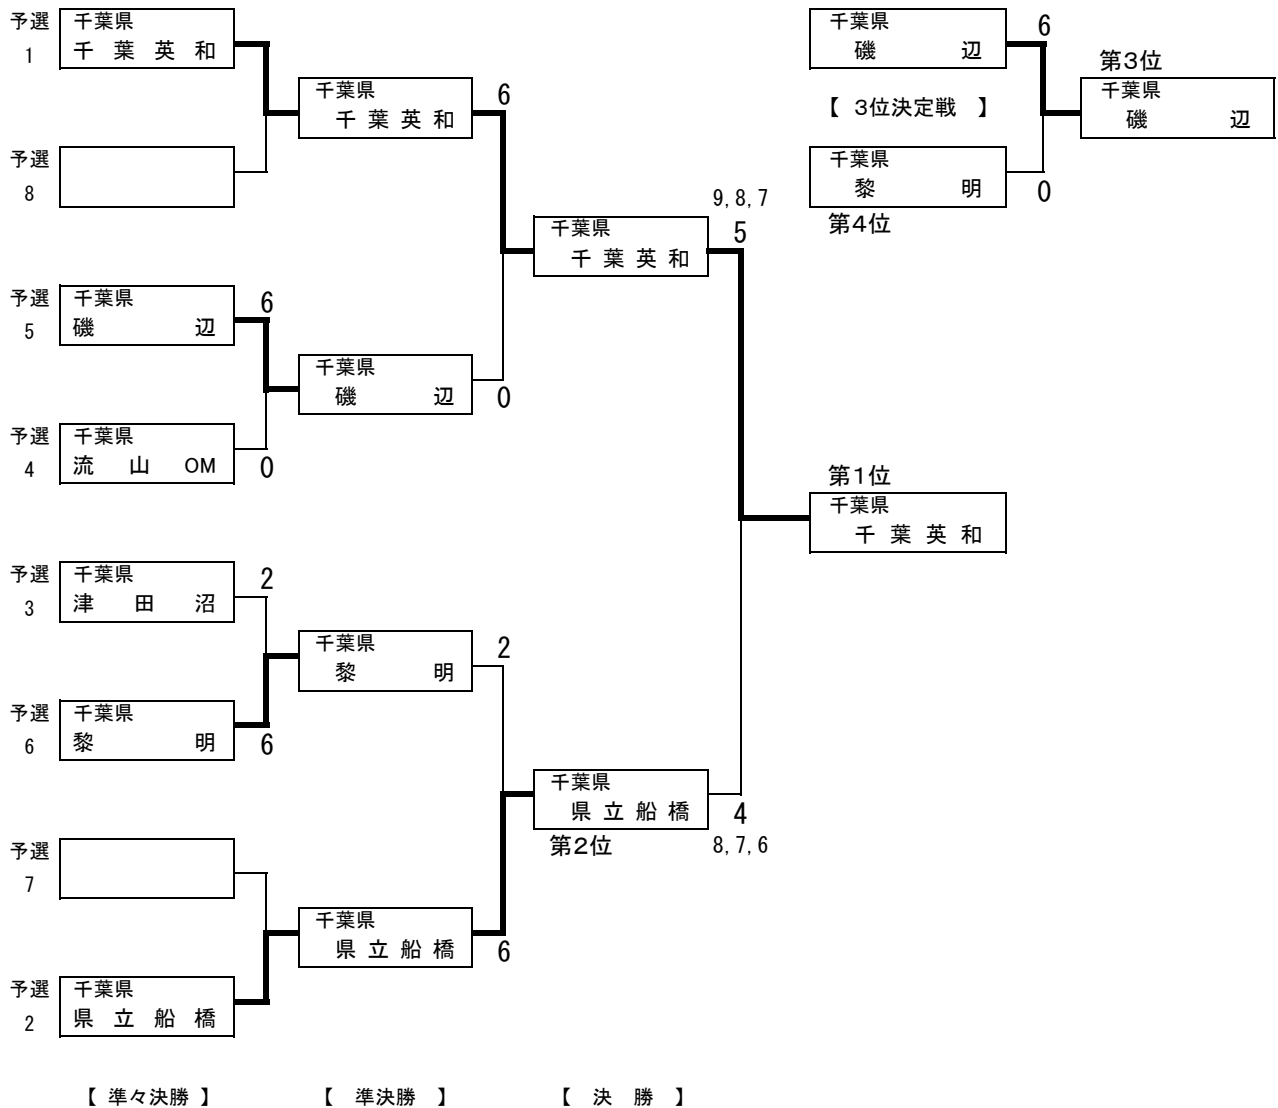 予選
1
千葉県
千葉英和
予選
8
予選
5
千葉県
磯辺
6
予選
4
千葉県
流山OM
0
予選
3
千葉県
津田沼
2
予選
6
千葉県
黎明
6
予選
7
予選
2
千葉県
県立船橋
【 準々決勝 】
千葉県
千葉英和
6
千葉県
磯辺
0
千葉県
黎明
2
千葉県
県立船橋
6
【 準決勝 】
9,8,7
千葉県
千葉英和
5
千葉県
県立船橋
4
第2位
8,7,6
【 決 勝 】
第1位
千葉県
千葉英和
千葉県
磯辺
6
【 3位決定戦 】
千葉県
黎明
0
第4位
第3位
千葉県
磯辺